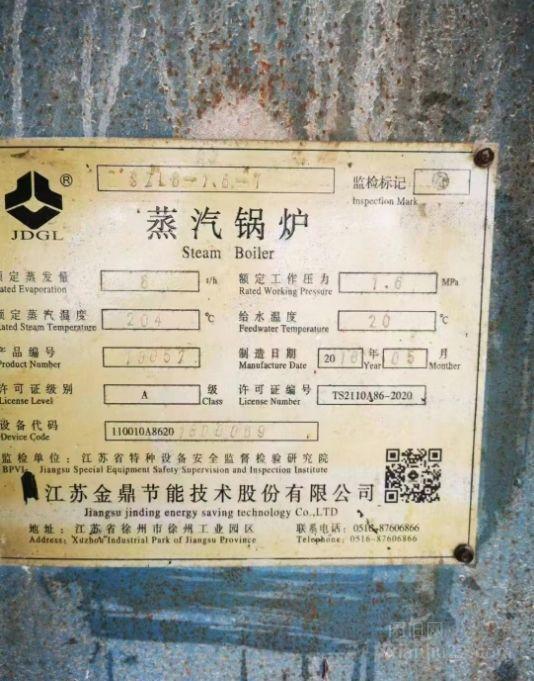 SZL6-1.6-T
监检标记
Inspection Mark
®
JDGL
蒸汽锅炉
Steam Boiler
额定蒸发量 6 t/h 额定工作压力 1.6 MPa
Rated Evaporation Rated Working Pressure
额定蒸汽温度 204 ℃ 给水温度 20 ℃
Rated Steam Temperature Feedwater Temperature
产品编号 制造日期 2018 年 05 月
Product Number Manufacture Date Year Monther
许可证级别 A 级 许可证编号 TS2110A86-2020
License Level Class License Number
设备代码 110010A8620
Device Code
监检单位:江苏省特种设备安全监督检验研究院
BPVI: Jiangsu Special Equipment Safety Supervision and Inspection Institute
江苏金鼎节能技术股份有限公司
Jiangsu jinding energy saving technology Co.,LTD
地址:江苏省徐州市徐州工业园区 联系电话:0516-87606866
Address: Xuzhou Industrial Park of Jiangsu Province Telephone: 0516-87606866